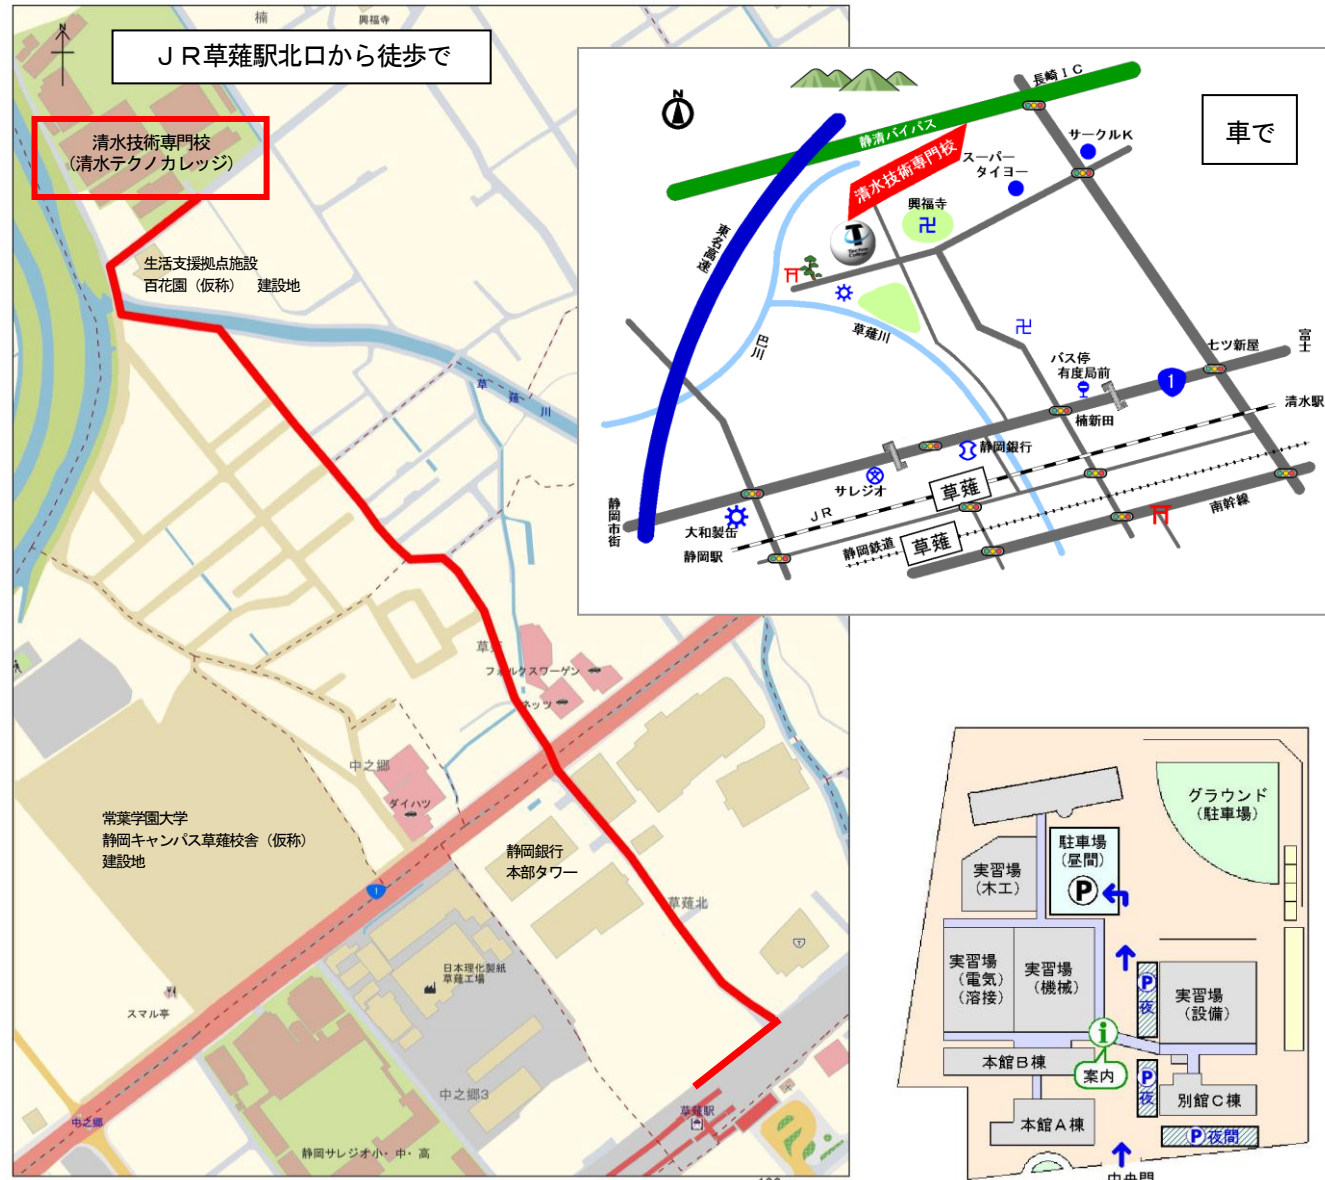 楠
興福寺
N
ＪＲ草薙駅北口から徒歩で
清水技術専門校
（清水テクノカレッジ）
生活支援拠点施設
百花園（仮称）　建設地
草
薙
川
フォルクスワーゲン
ネッツ
中之郷
ダイハツ
常葉学園大学
静岡キャンパス草薙校舎（仮称）
建設地
1
静岡銀行
本部タワー
草薙北
日本理化製紙
草薙工場
スマル亭
中之郷
中之郷3
草薙駅
静岡サレジオ小・中・高
N
車で
長崎ＩＣ
静清バイパス
サークルＫ
スーパー
タイヨー
清水技術専門校
興福寺
卍
T
Techno
College
東名高速
巴川
草薙川
卍
バス停
有度局前
1
七ツ新屋
富士
清水駅
楠新田
静岡銀行
サレジオ
草薙
ＪＲ
静岡市街
大和製缶
静岡駅
静岡鉄道
草薙
南幹線
グラウンド
（駐車場）
駐車場
（昼間）
P
実習場
（木工）
実習場
（電気）
（溶接）
実習場
（機械）
P
夜
実習場
（設備）
i
案内
本館Ｂ棟
P
夜
別館Ｃ棟
本館Ａ棟
P夜間
中央門